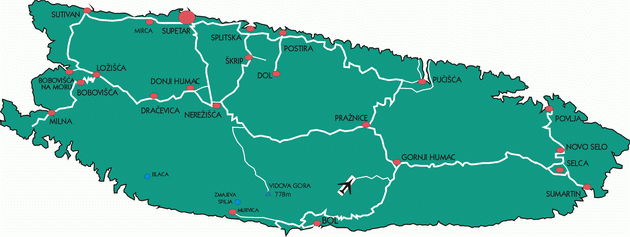 SUTIVAN
MIRCA
SUPETAR
SPLITSKA
POSTIRA
ŠKRIP
DOL
PUČIŠĆA
LOŽIŠĆA
BOBOVIŠĆA
NA MORU
BOBOVIŠĆA
DONJI HUMAC
DRAČEVICA
NEREŽIŠĆA
MILNA
PRAŽNICE
POVLJA
NOVO SELO
GORNJI HUMAC
SELCA
SUMARTIN
BLACA
VIDOVA GORA
778m
ZMAJEVA
SPILJA
MURVICA
BOL